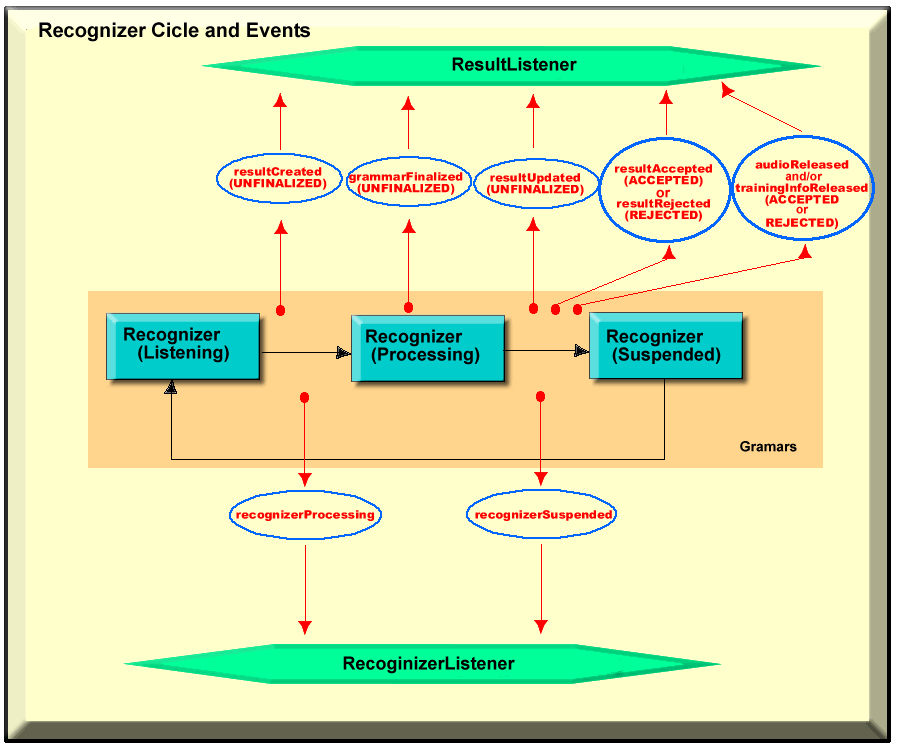 Recognizer Cicle and Events
ResultListener
resultCreated
(UNFINALIZED)
grammarFinalized
(UNFINALIZED)
resultUpdated
(UNFINALIZED)
resultAccepted
(ACCEPTED)
or
resultRejected
(REJECTED)
audioReleased
and/or
trainingInfoReleased
(ACCEPTED
or
REJECTED)
Recognizer
(Listening)
Recognizer
(Processing)
Recognizer
(Suspended)
Gramars
recognizerProcessing
recognizerSuspended
RecoginizerListener